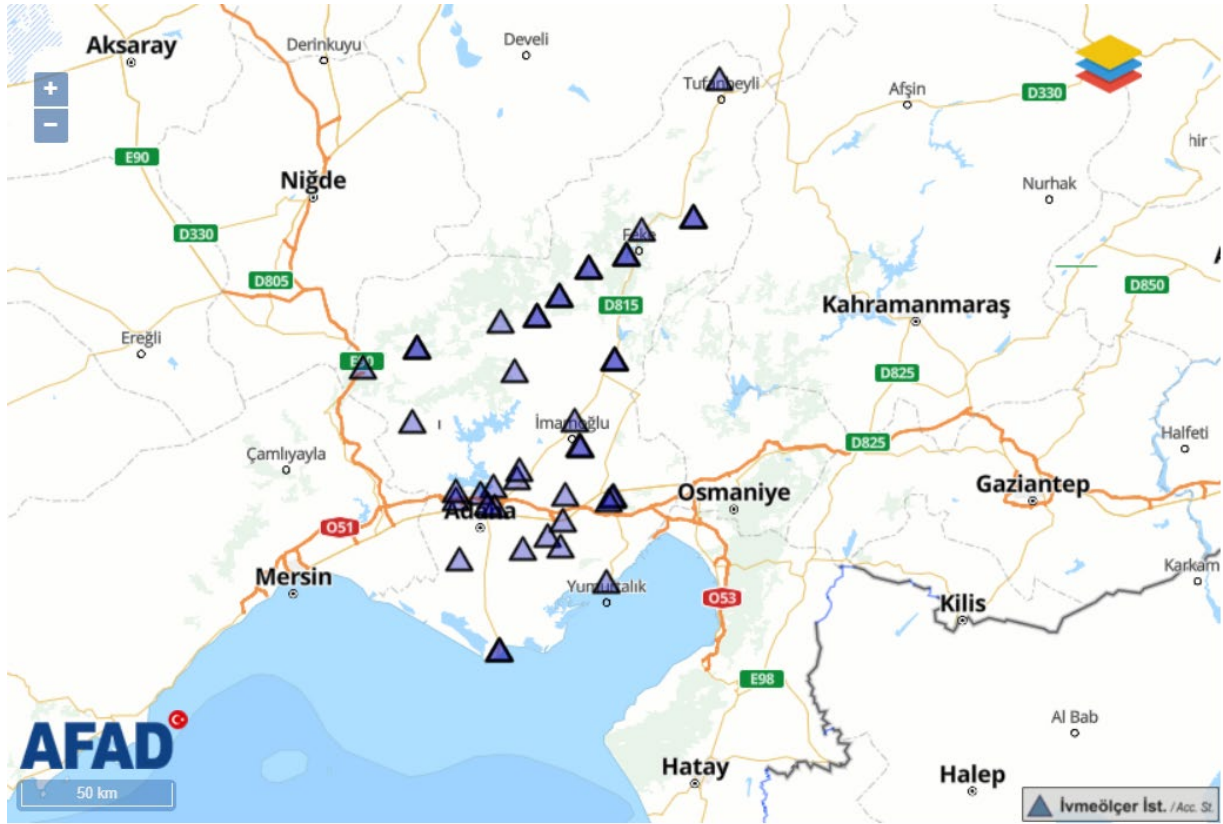 Aksaray
Derinkuyu
Develi
Tufanbeyli
Afşin
D330
+
−
E90
Niğde
hir
Nurhak
D330
Feke
D805
D815
D850
Kahramanmaraş
Ereğli
D825
İmamoğlu
D825
Halfeti
Çamlıyayla
Osmaniye
Gaziantep
Adana
O51
Karkam
Mersin
Yumurtalık
O53
Kilis
E98
Al Bab
AFAD
Hatay
Halep
50 km
İvmeölçer İst. / Acc. St.